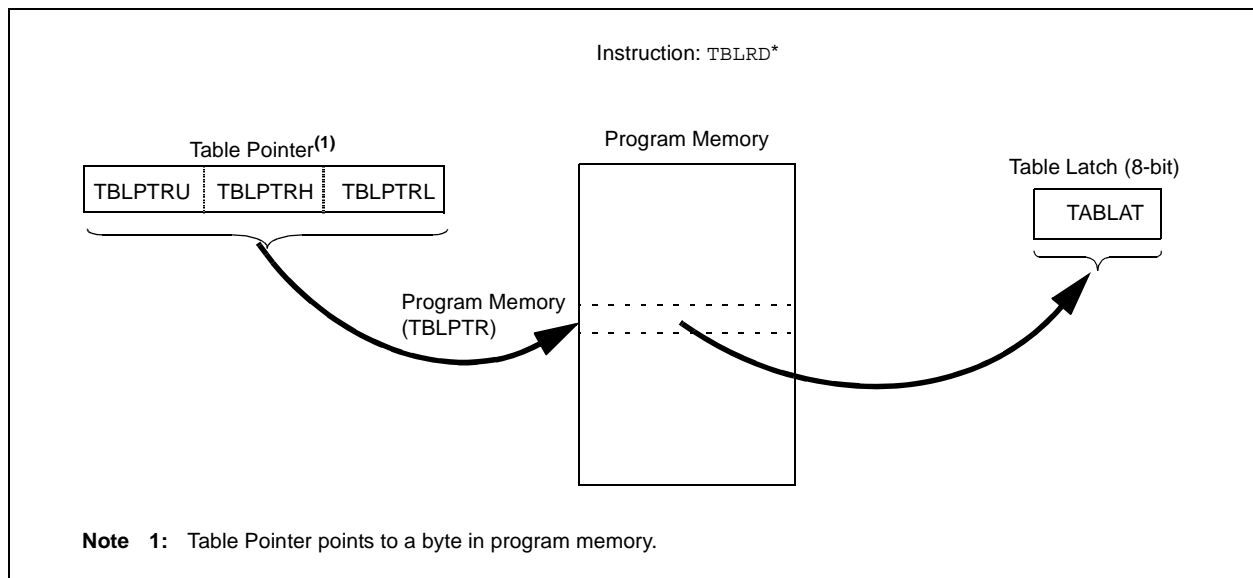 Instruction: TBLRD*
Table Pointer(1)
TBLPTRU TBLPTRH TBLPTRL
Program Memory
Table Latch (8-bit)
TABLAT
Program Memory
(TBLPTR)
Note 1: Table Pointer points to a byte in program memory.